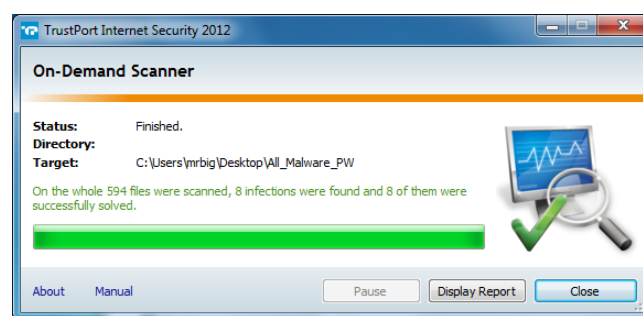 TrustPort Internet Security 2012
On-Demand Scanner
Status: Finished.
Directory:
Target: C:\Users\mrbig\Desktop\All_Malware_PW
On the whole 594 files were scanned, 8 infections were found and 8 of them were
successfully solved.
About Manual Pause Display Report Close